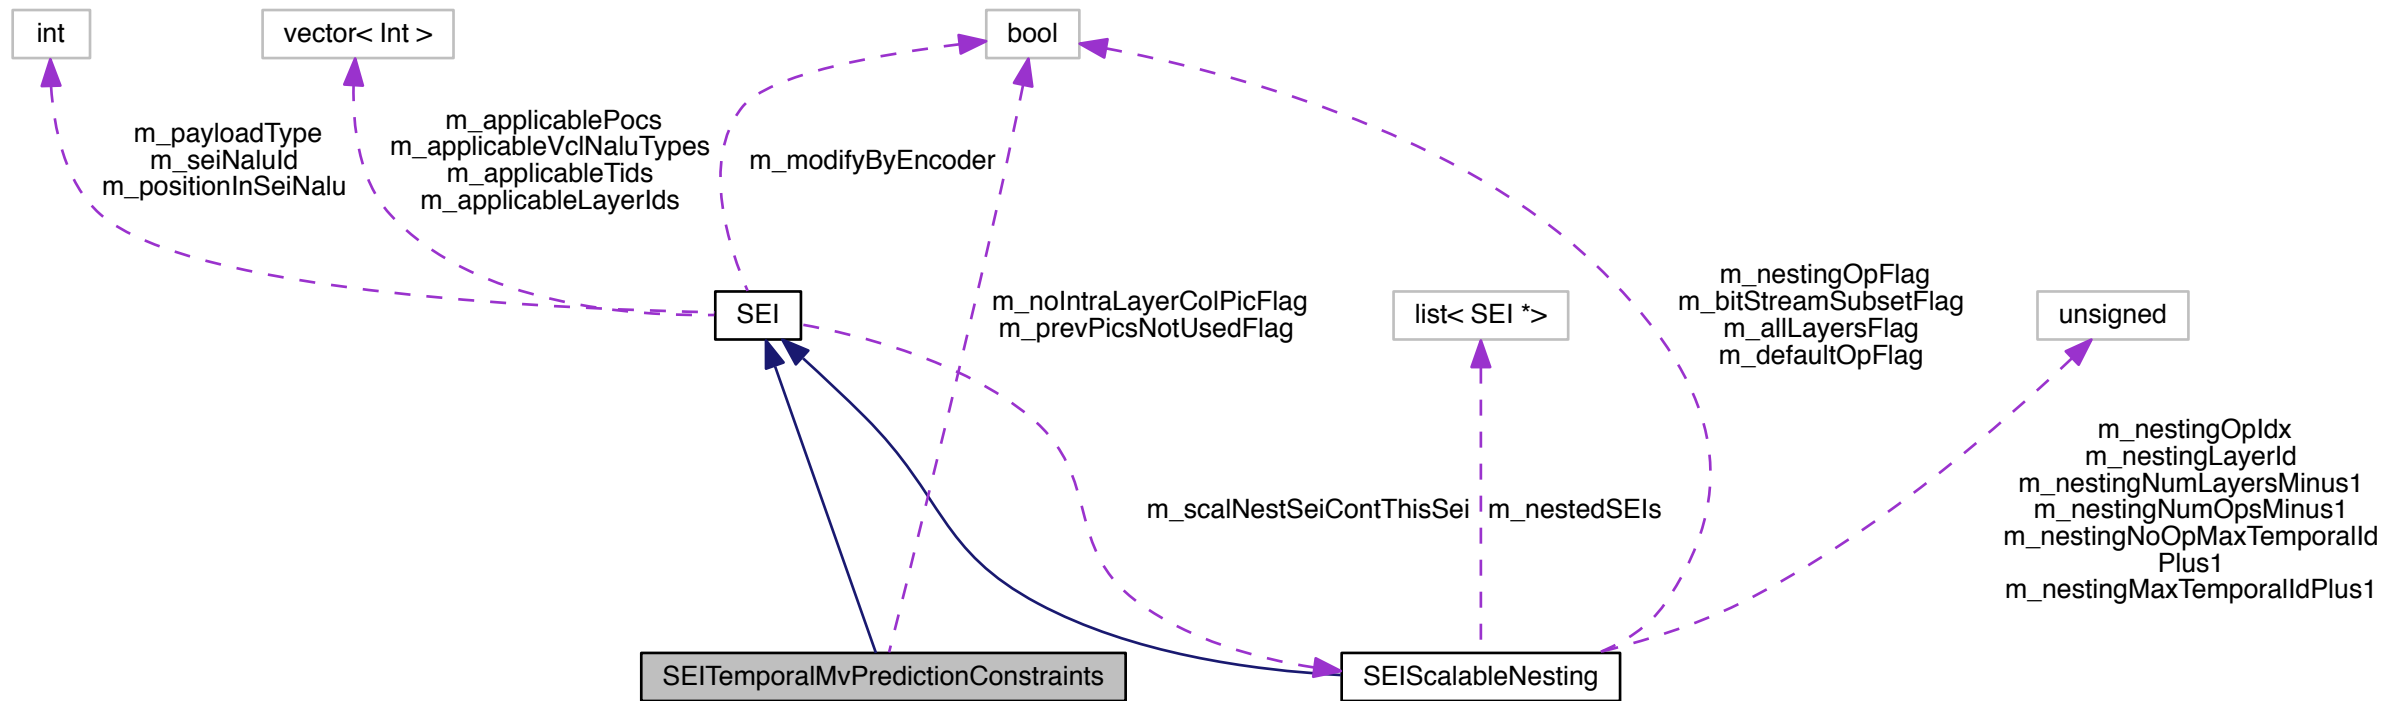 int
vector< Int >
bool
m_payloadType
m_seiNaluId
m_positionInSeiNalu
m_applicablePocs
m_applicableVclNaluTypes
m_applicableTids
m_applicableLayerIds
m_modifyByEncoder
SEI
m_noIntraLayerColPicFlag
m_prevPicsNotUsedFlag
list< SEI *>
m_nestingOpFlag
m_bitStreamSubsetFlag
m_allLayersFlag
m_defaultOpFlag
unsigned
m_scalNestSeiContThisSei
m_nestedSEIs
m_nestingOpIdx
m_nestingLayerId
m_nestingNumLayersMinus1
m_nestingNumOpsMinus1
m_nestingNoOpMaxTemporalId
Plus1
m_nestingMaxTemporalIdPlus1
SEITemporalMvPredictionConstraints
SEIScalableNesting